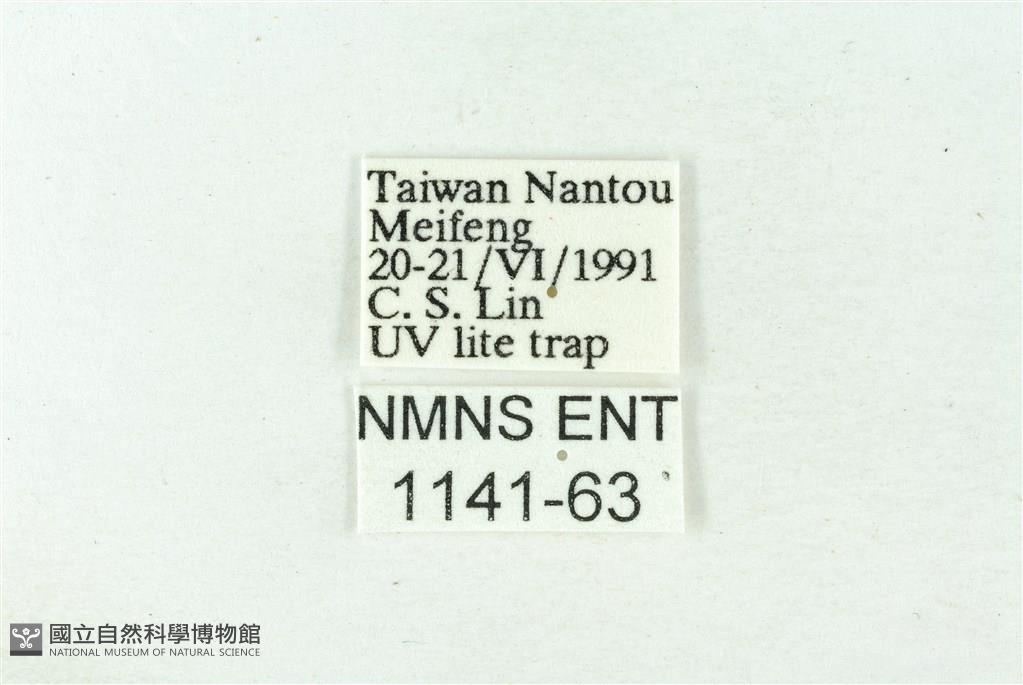 Taiwan Nantou
Meifeng
20-21/VI/1991
C. S. Lin
UV lite trap
NMNS ENT
1141-63
國立自然科學博物館
NATIONAL MUSEUM OF NATURAL SCIENCE